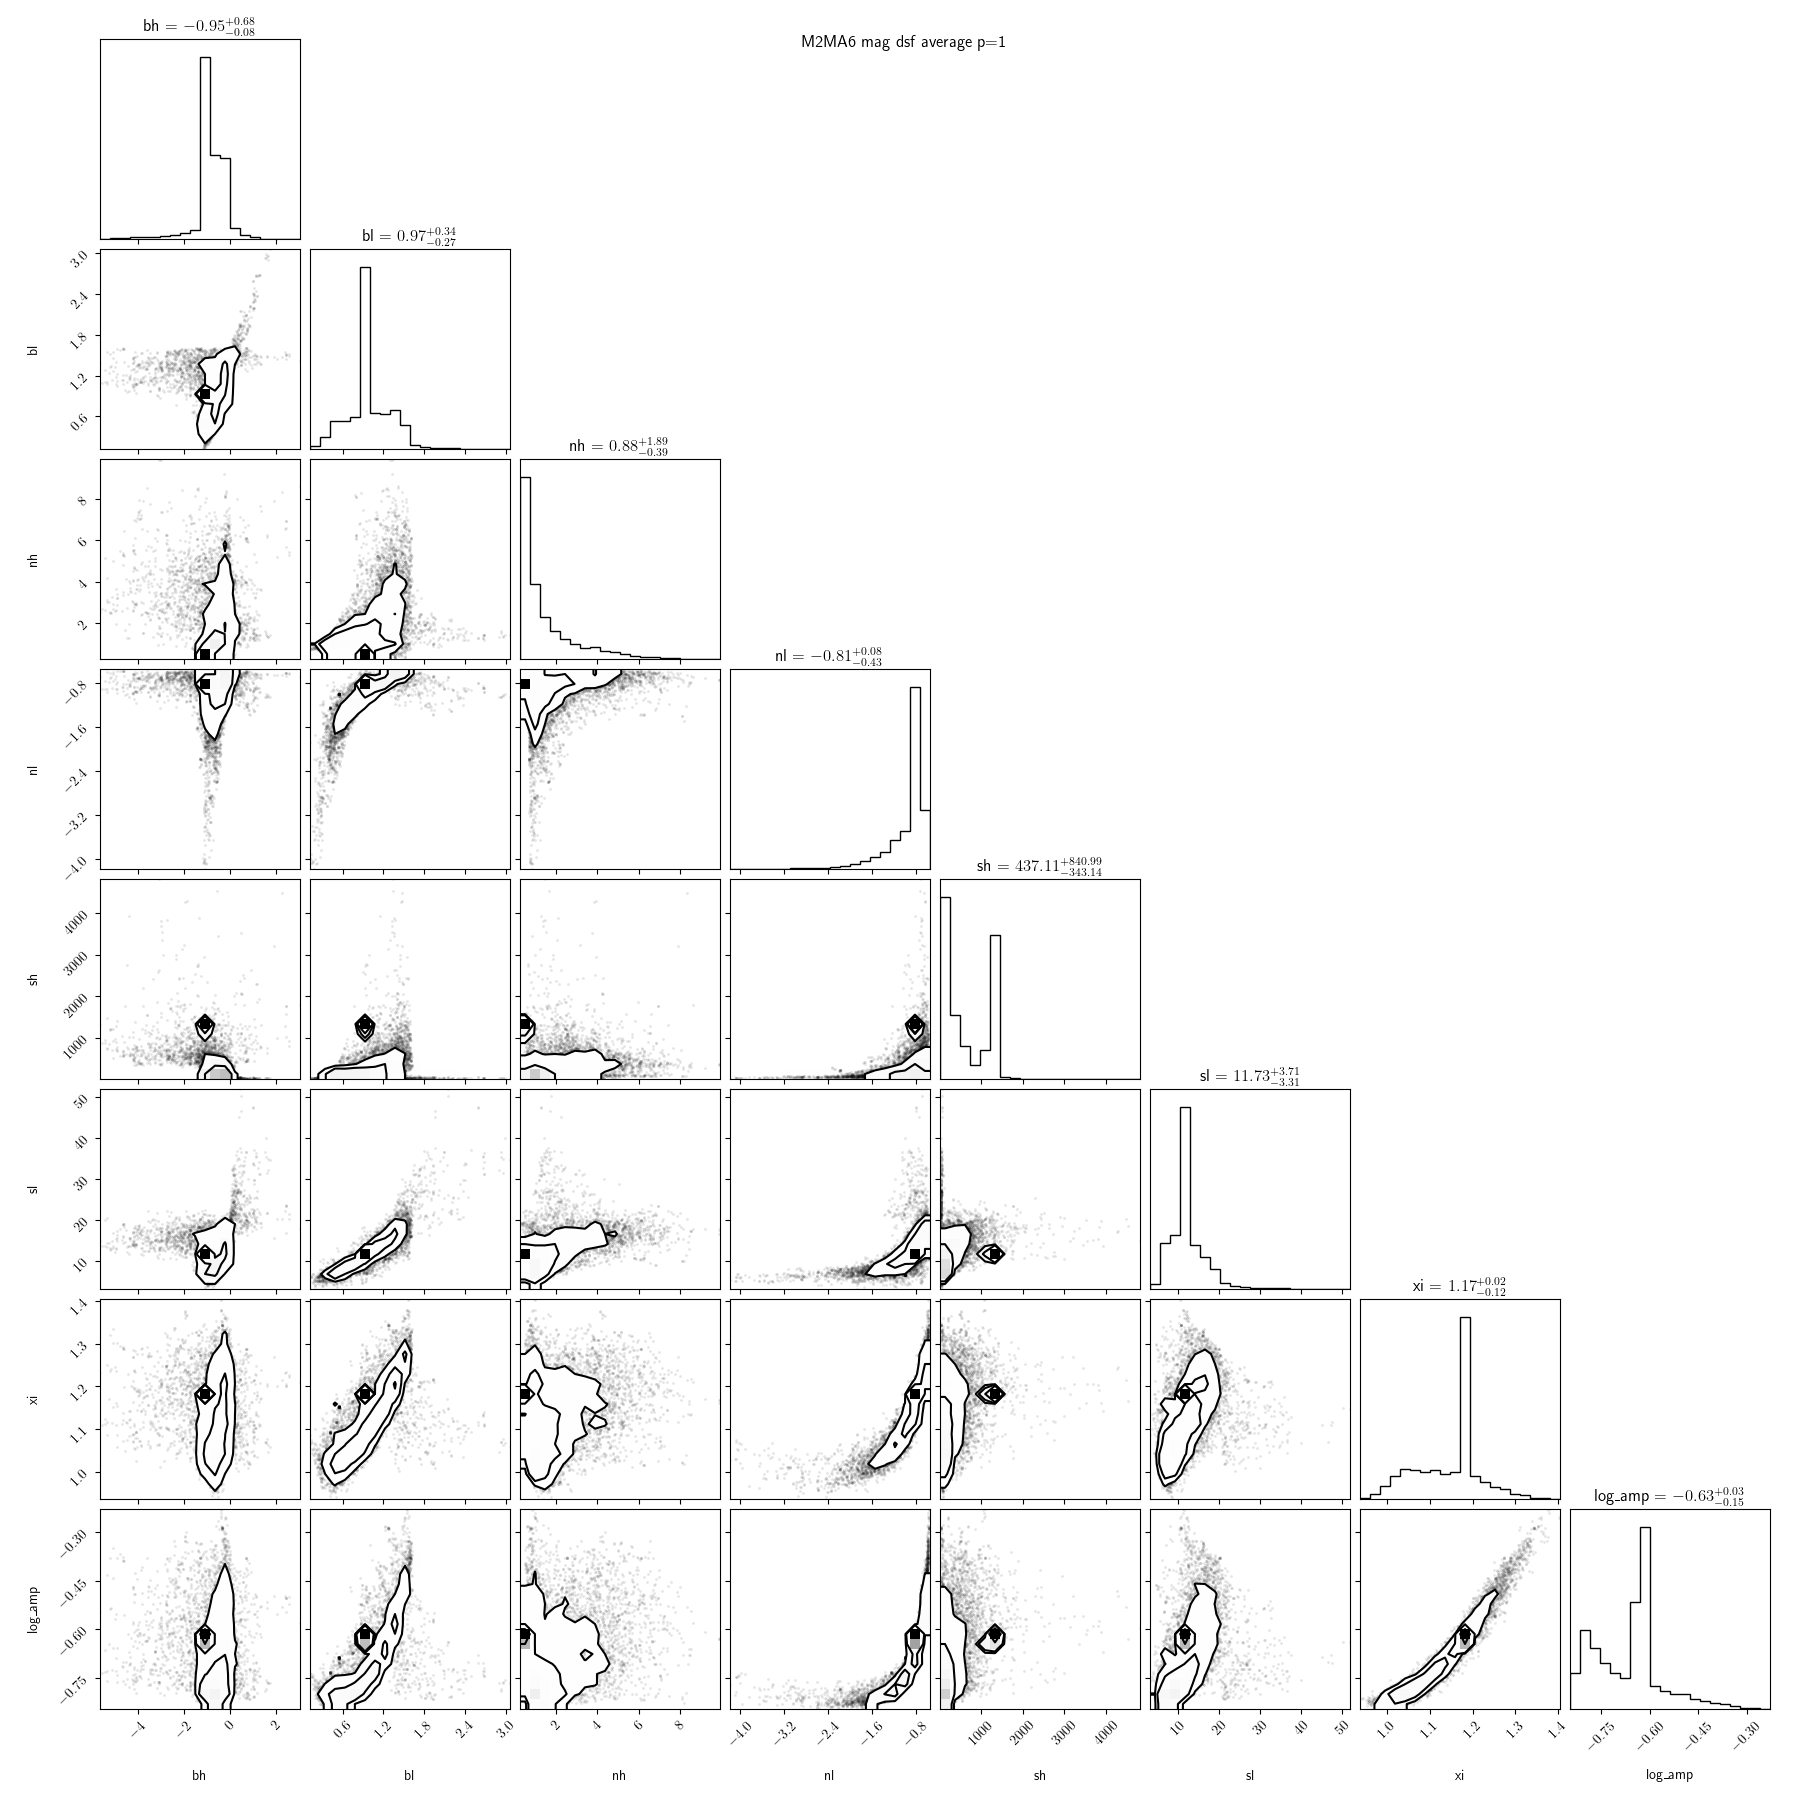 M2MA6 mag dsf average p=1
bh = −0.95+0.68−0.08
bl = 0.97+0.34−0.27
nh = 0.88+1.89−0.39
nl = −0.81+0.08−0.43
sh = 437.11+840.99−343.14
sl = 11.73+3.71−3.31
xi = 1.17+0.02−0.12
log_amp = −0.63+0.03−0.15
3.0
2.4
1.8
1.2
0.6
bl
8
6
4
2
nh
−0.8
−1.6
−2.4
−3.2
−4.0
nl
4000
3000
2000
1000
sh
50
40
30
20
10
sl
1.4
1.3
1.2
1.1
1.0
xi
−0.30
−0.45
−0.60
−0.75
log_amp
−4 −2 0 2
0.6 1.2 1.8 2.4 3.0
2 4 6 8
−4.0 −3.2 −2.4 −1.6 −0.8
1000 2000 3000 4000
10 20 30 40 50
1.0 1.1 1.2 1.3 1.4
−0.75 −0.60 −0.45 −0.30
bh bl nh nl sh sl xi log_amp